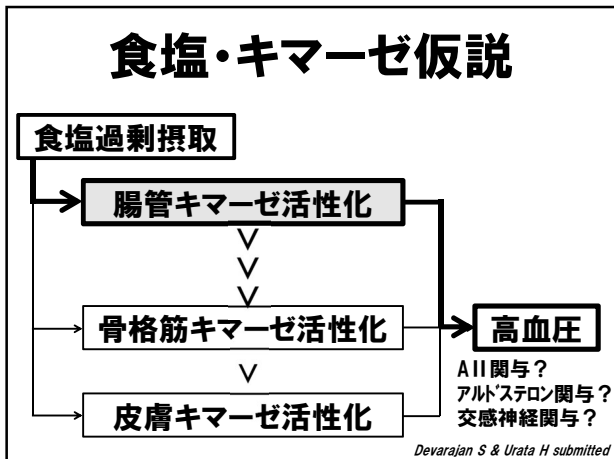 食塩・キマーゼ仮説
食塩過剰摂取
腸管キマーゼ活性化
∨
∨
∨
骨格筋キマーゼ活性化
高血圧
∨
AII関与？
ｱﾙﾄﾞｽﾃﾛﾝ関与？
皮膚キマーゼ活性化
交感神経関与？
Devarajan S & Urata H submitted